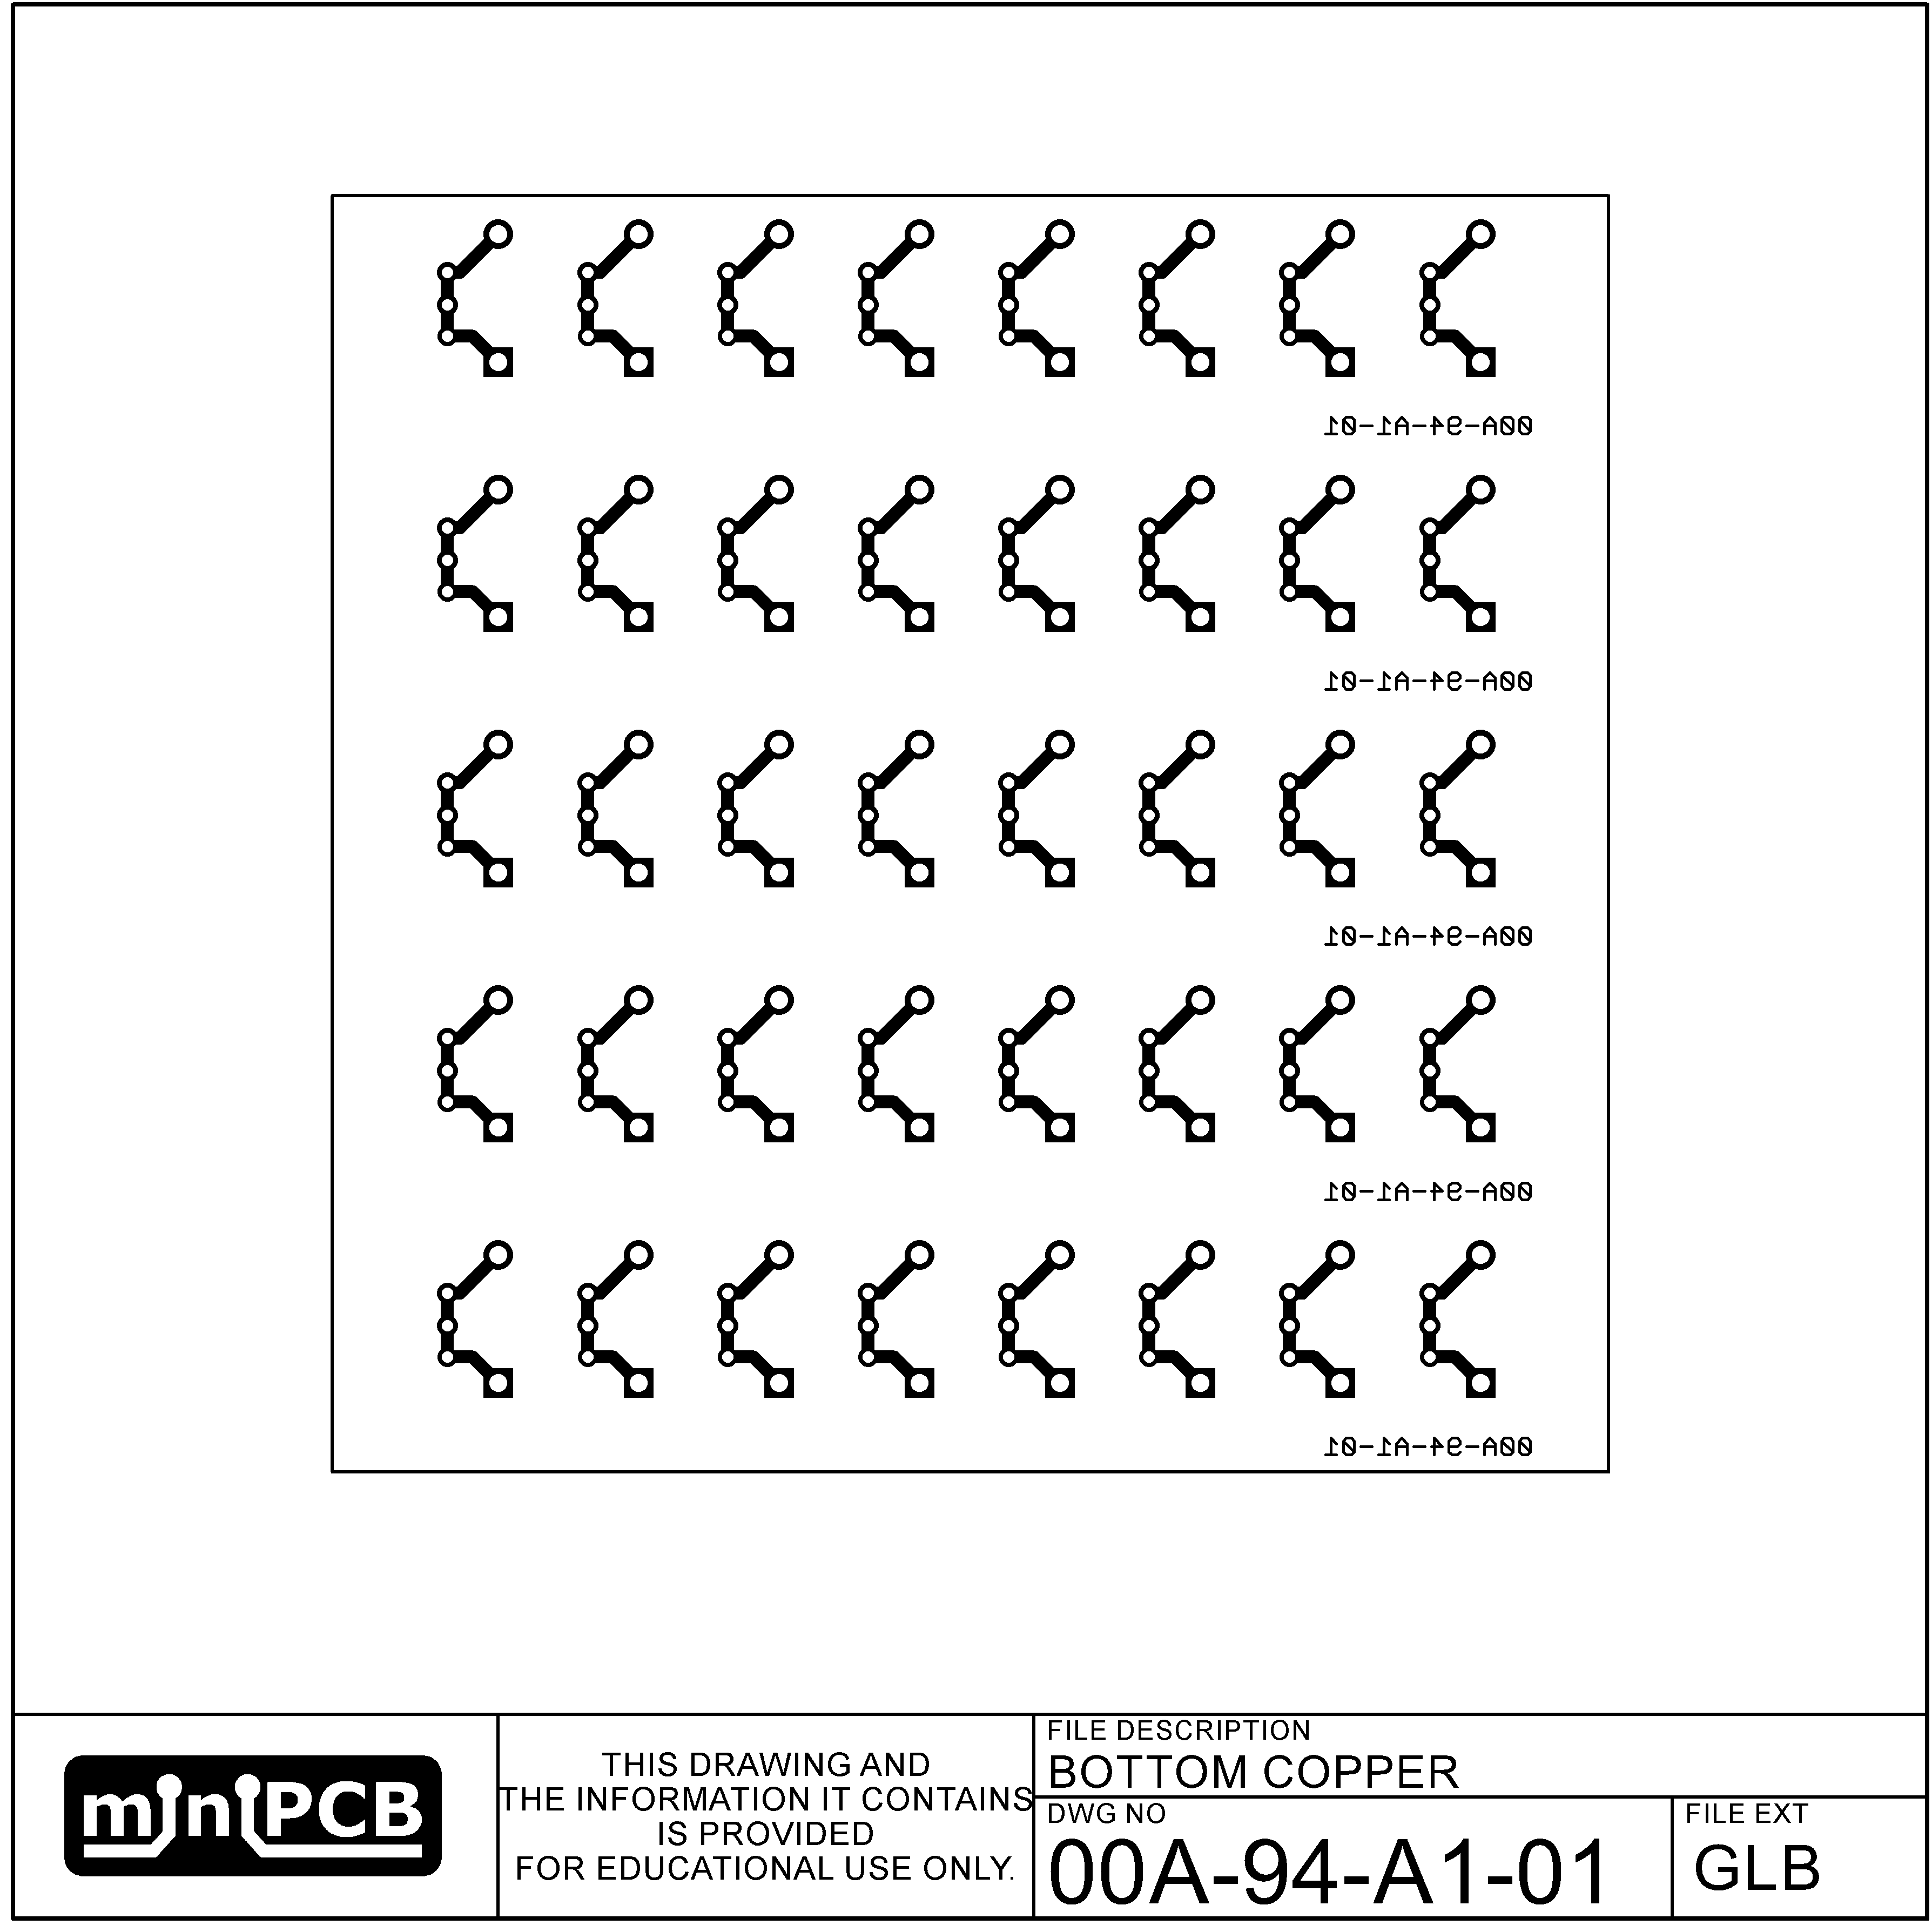 00A-94-A1-01
00A-94-A1-01
00A-94-A1-01
00A-94-A1-01
00A-94-A1-01
miniPCB
THIS DRAWING AND
THE INFORMATION IT CONTAINS
IS PROVIDED
FOR EDUCATIONAL USE ONLY.
FILE DESCRIPTION
BOTTOM COPPER
DWG NO
00A-94-A1-01
FILE EXT
GLB